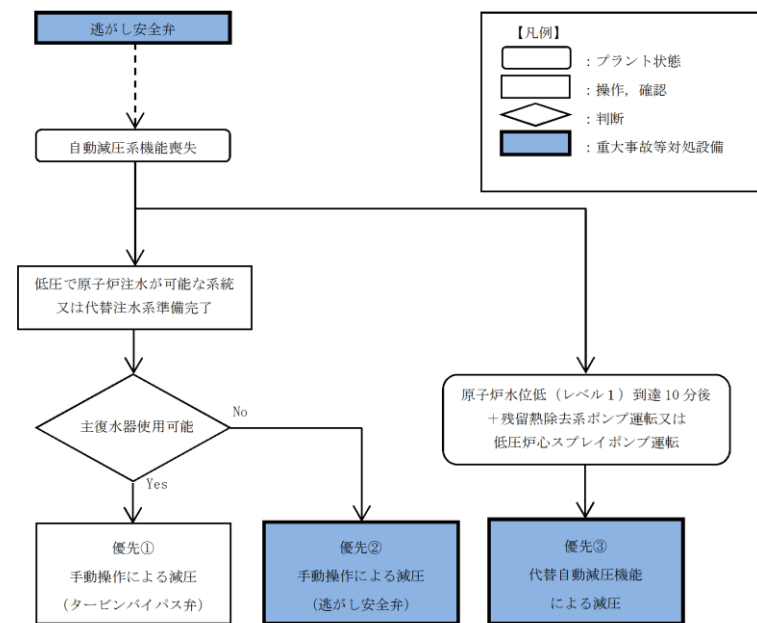 逃がし安全弁
自動減圧系機能喪失
低圧で原子炉注水が可能な系統
又は代替注水系準備完了
主復水器使用可能
No
Yes
原子炉水位低（レベル１）到達 10 分後
＋残留熱除去系ポンプ運転又は
低圧炉心スプレイポンプ運転
優先①
手動操作による減圧
（タービンバイパス弁）
優先②
手動操作による減圧
（逃がし安全弁）
優先③
代替自動減圧機能
による減圧
【凡例】
：プラント状態
：操作，確認
：判断
：重大事故等対処設備